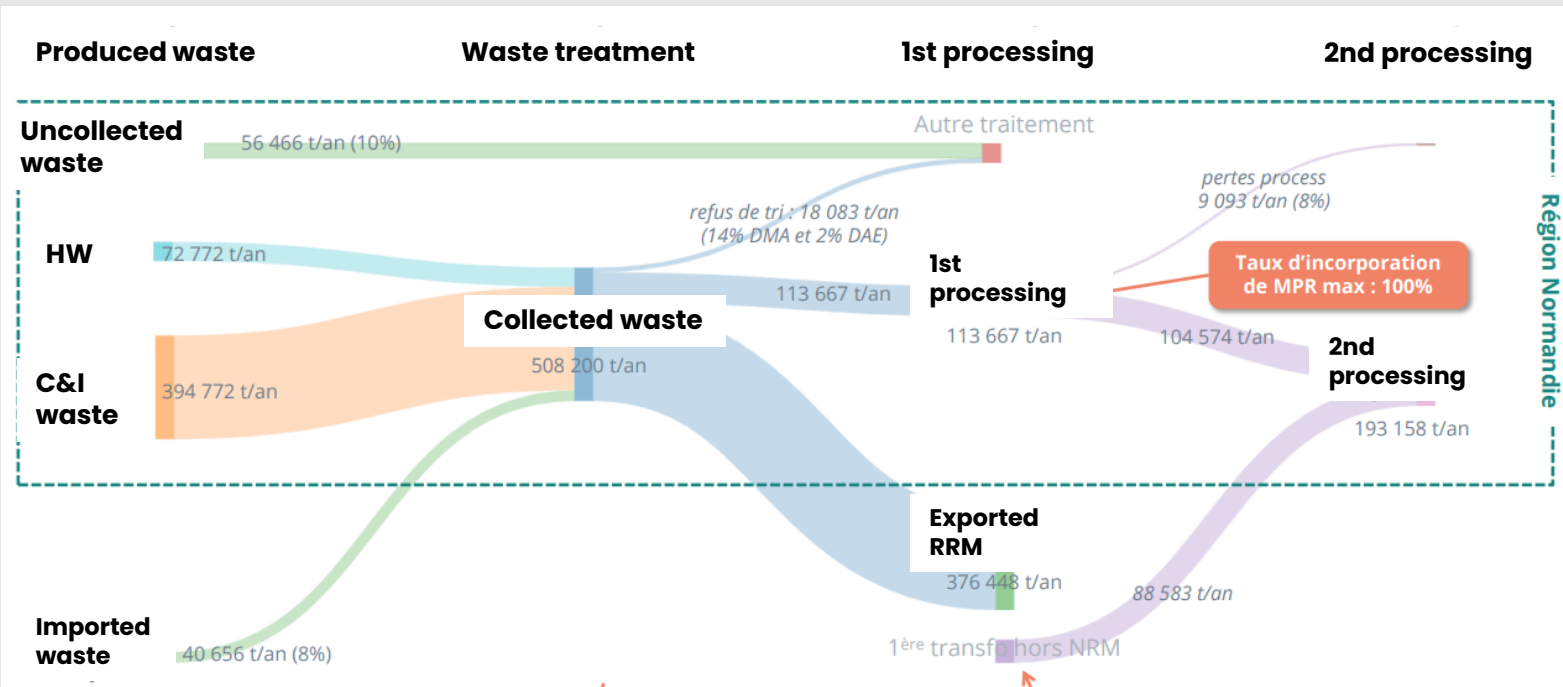 Produced waste
Waste treatment
1st processing
2nd processing
Uncollected
waste
56 466 t/an (10%)
Autre traitement
pertes process
9 093 t/an (8%)
refus de tri : 18 083 t/an
(14% DMA et 2% DAE)
HW
72 772 t/an
1st
processing
113 667 t/an
113 667 t/an
Taux d’incorporation
de MPR max : 100%
Région Normandie
Collected waste
508 200 t/an
104 574 t/an
2nd
processing
193 158 t/an
C&I
waste
394 772 t/an
Exported
RRM
376 448 t/an
88 583 t/an
Imported
waste
40 656 t/an (8%)
1ère transfo hors NRM